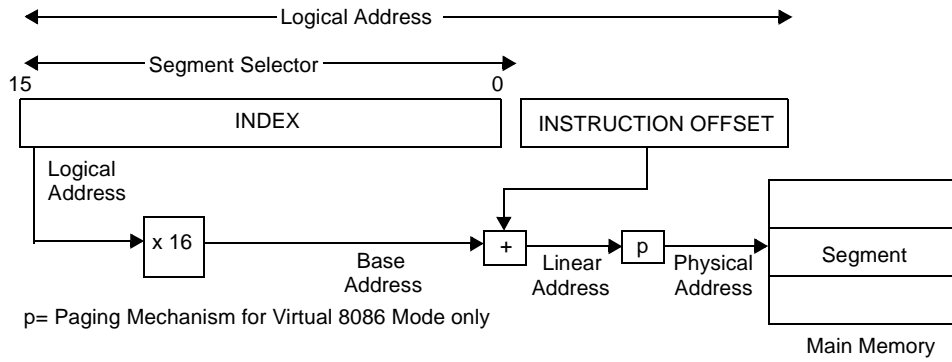 Logical Address
Segment Selector
15
0
INDEX
INSTRUCTION OFFSET
Logical
Address
x 16
+
p
Segment
Base
Address
Linear
Address
Physical
Address
p= Paging Mechanism for Virtual 8086 Mode only
Main Memory